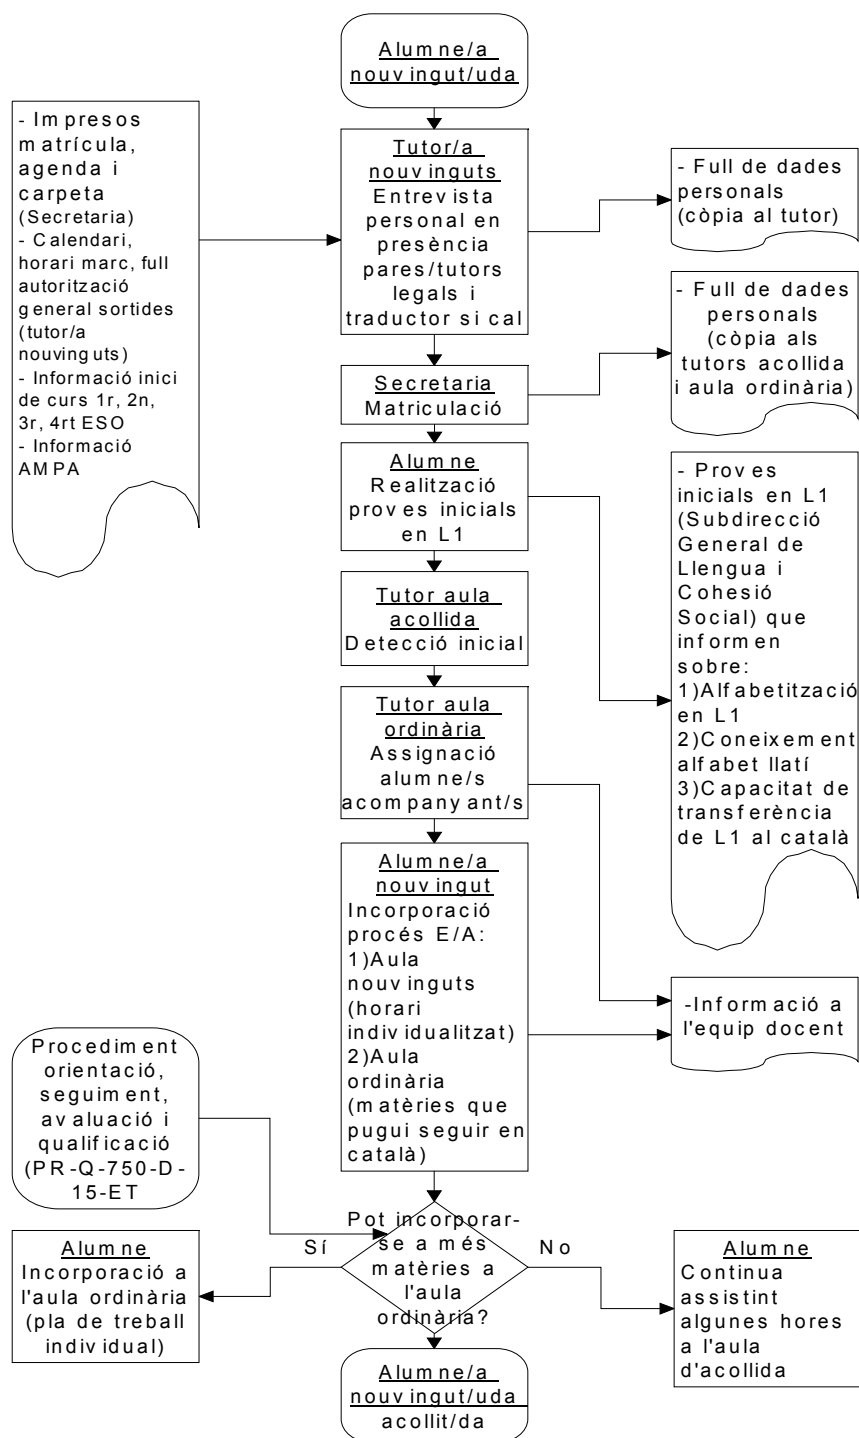 Alumne/a
nouvingut/uda
- Impresos
matrícula,
agenda i
carpeta
(Secretaria)
- Calendari,
horari marc, full
autorització
general sortides
(tutor/a
nouvinguts)
- Informació inici
de curs 1r, 2n,
3r, 4rt ESO
- Informació
AMPA
Tutor/a
nouvinguts
Entrevista
personal en
presència
pares/tutors
legals i
traductor si cal
- Full de dades
personals
(còpia al tutor)
- Full de dades
personals
(còpia als
tutors acollida
i aula ordinària)
Secretaria
Matriculació
Alumne
Realització
proves inicials
en L1
- Proves
inicials en L1
(Subdirecció
General de
Llengua i
Cohesió
Social) que
informen
sobre:
1)Alfabetització
en L1
2)Coneixement
alfabet llatí
3)Capacitat de
transferència
de L1 al català
Tutor aula
acollida
Detecció inicial
Tutor aula
ordinària
Assignació
alumne/s
acompanyant/s
Alumne/a
nouvingut
Incorporació
procés E/A:
1)Aula
nouvinguts
(horari
individualitzat)
2)Aula
ordinària
(matèries que
pugui seguir en
català)
-Informació a
l'equip docent
Procediment
orientació,
seguiment,
avaluació i
qualificació
(PR-Q-750-D-
15-ET
Pot incorporar-
se a més
matèries a
l'aula
ordinària?
Sí
No
Alumne
Incorporació a
l'aula ordinària
(pla de treball
individual)
Alumne
Continua
assistint
algunes hores
a l'aula
d'acollida
Alumne/a
nouvingut/uda
acollit/da